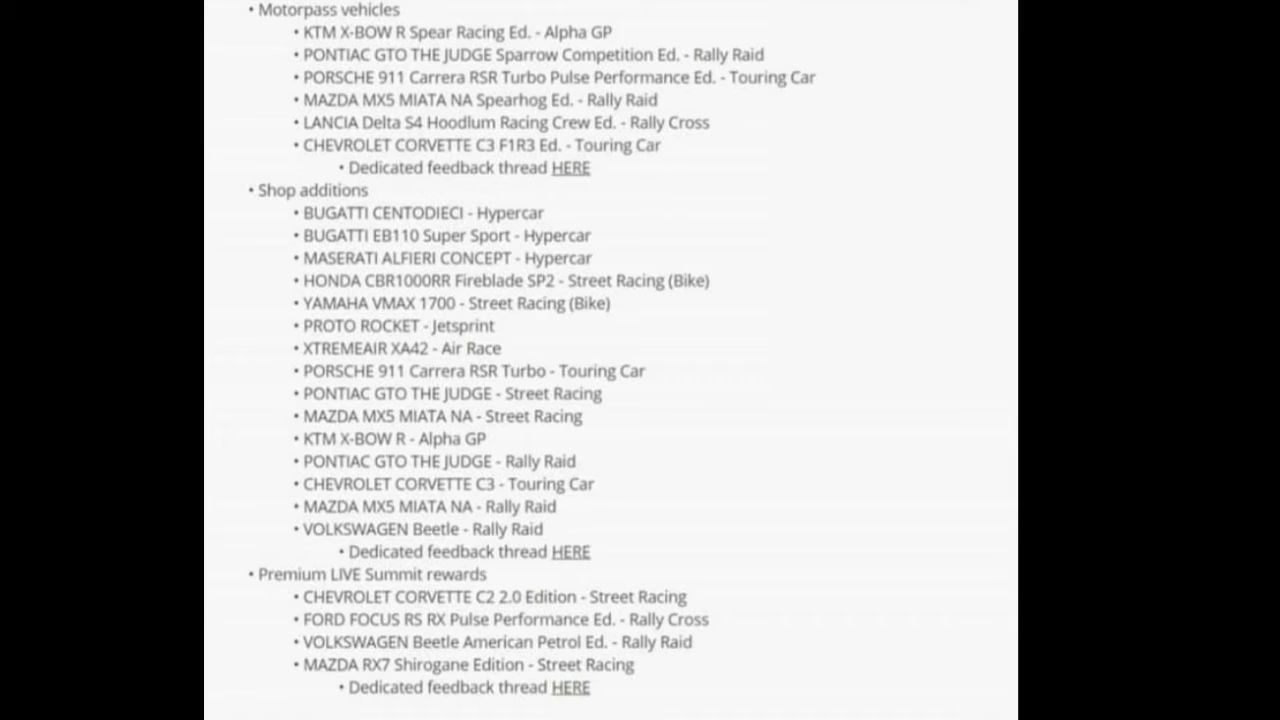 • Motorpass vehicles
• KTM X-BOW R Spear Racing Ed. - Alpha GP
• PONTIAC GTO THE JUDGE Sparrow Competition Ed. - Rally Raid
• PORSCHE 911 Carrera RSR Turbo Pulse Performance Ed. - Touring Car
• MAZDA MX5 MIATA NA Spearhog Ed. - Rally Raid
• LANCIA Delta S4 Hoodlum Racing Crew Ed. - Rally Cross
• CHEVROLET CORVETTE C3 F1R3 Ed. - Touring Car
• Dedicated feedback thread HERE
• Shop additions
• BUGATTI CENTODIECI - Hypercar
• BUGATTI EB110 Super Sport - Hypercar
• MASERATI ALFIERI CONCEPT - Hypercar
• HONDA CBR1000RR Fireblade SP2 - Street Racing (Bike)
• YAMAHA VMAX 1700 - Street Racing (Bike)
• PROTO ROCKET - Jetsprint
• XTREMEAIR XA42 - Air Race
• PORSCHE 911 Carrera RSR Turbo - Touring Car
• PONTIAC GTO THE JUDGE - Street Racing
• MAZDA MX5 MIATA NA - Street Racing
• KTM X-BOW R - Alpha GP
• PONTIAC GTO THE JUDGE - Rally Raid
• CHEVROLET CORVETTE C3 - Touring Car
• MAZDA MX5 MIATA NA - Rally Raid
• VOLKSWAGEN Beetle - Rally Raid
• Dedicated feedback thread HERE
• Premium LIVE Summit rewards
• CHEVROLET CORVETTE C2 2.0 Edition - Street Racing
• FORD FOCUS RS RX Pulse Performance Ed. - Rally Cross
• VOLKSWAGEN Beetle American Petrol Ed. - Rally Raid
• MAZDA RX7 Shirogane Edition - Street Racing
• Dedicated feedback thread HERE